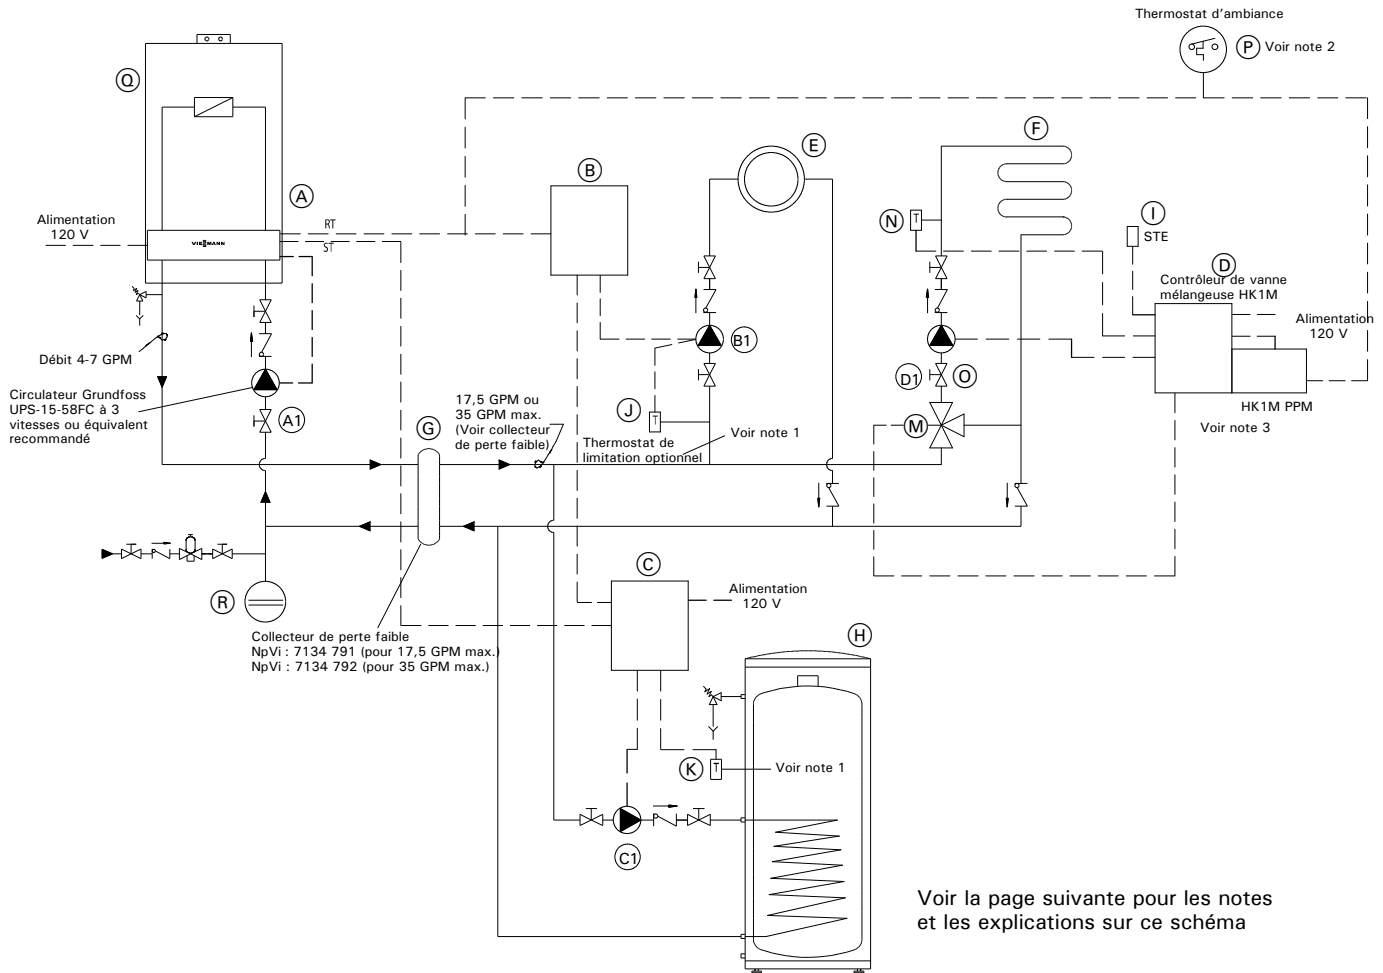 Thermostat d'ambiance
P Voir note 2
Q
F
E
B
A
Alimentation
120 V
RT
ST
VIESMANN
N
I
STE
D
Contrôleur de vanne
mélangeuse HK1M
Alimentation
120 V
B1
Débit 4-7 GPM
Circulateur Grundfoss
UPS-15-58FC à 3
vitesses ou équivalent
recommandé
A1
G
17,5 GPM ou
35 GPM max.
(Voir collecteur
de perte faible)
J
T
T
Thermostat de
limitation optionnel
Voir note 1
D1
O
M
HK1M PPM
Voir note 3
R
Collecteur de perte faible
NpVi : 7134 791 (pour 17,5 GPM max.)
NpVi : 7134 792 (pour 35 GPM max.)
C
Alimentation
120 V
H
K
T
Voir note 1
C1
Voir la page suivante pour les notes
et les explications sur ce schéma